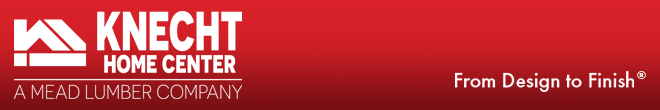 KNECHT
HOME CENTER
A MEAD LUMBER COMPANY
From Design to Finish®